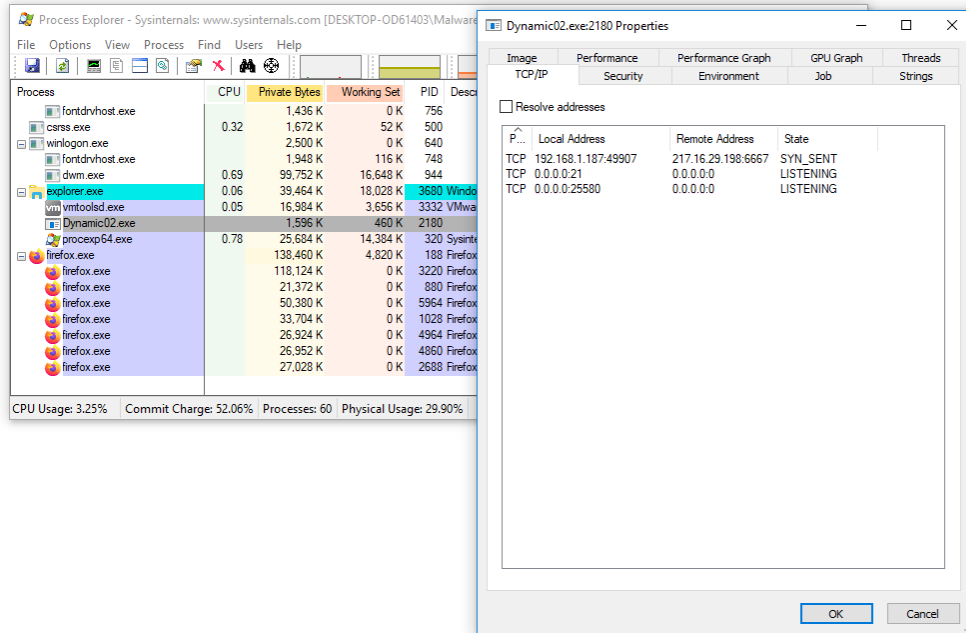 Process Explorer - Sysinternals: www.sysinternals.com [DESKTOP-OD61403\Malware
File Options View Process Find Users Help
Process CPU Private Bytes Working Set PID Descr
fontdrvhost.exe 1,436 K 0 K 756
csrss.exe 0.32 1,672 K 52 K 500
winlogon.exe 2,500 K 0 K 640
fontdrvhost.exe 1,948 K 116 K 748
dwm.exe 0.69 99,752 K 16,648 K 944
explorer.exe 0.06 39,464 K 18,028 K 3680 Windo
vm vmtoolsd.exe 0.05 16,984 K 3,656 K 3332 VMwa
Dynamic02.exe 1,596 K 460 K 2180
procexp64.exe 0.78 25,684 K 14,384 K 320 Sysinte
firefox.exe 138,460 K 4,820 K 188 Firefox
firefox.exe 118,124 K 0 K 3220 Firefox
firefox.exe 21,372 K 0 K 880 Firefox
firefox.exe 50,380 K 0 K 5964 Firefox
firefox.exe 33,704 K 0 K 1028 Firefox
firefox.exe 26,924 K 0 K 4964 Firefox
firefox.exe 26,952 K 0 K 4860 Firefox
firefox.exe 27,028 K 0 K 2688 Firefox
CPU Usage: 3.25% Commit Charge: 52.06% Processes: 60 Physical Usage: 29.90%
Dynamic02.exe:2180 Properties
Image Performance Performance Graph GPU Graph Threads
TCP/IP Security Environment Job Strings
Resolve addresses
P... Local Address Remote Address State
TCP 192.168.1.187:49907 217.16.29.198:6667 SYN_SENT
TCP 0.0.0.0:21 0.0.0.0:0 LISTENING
TCP 0.0.0.0:25580 0.0.0.0:0 LISTENING
OK Cancel